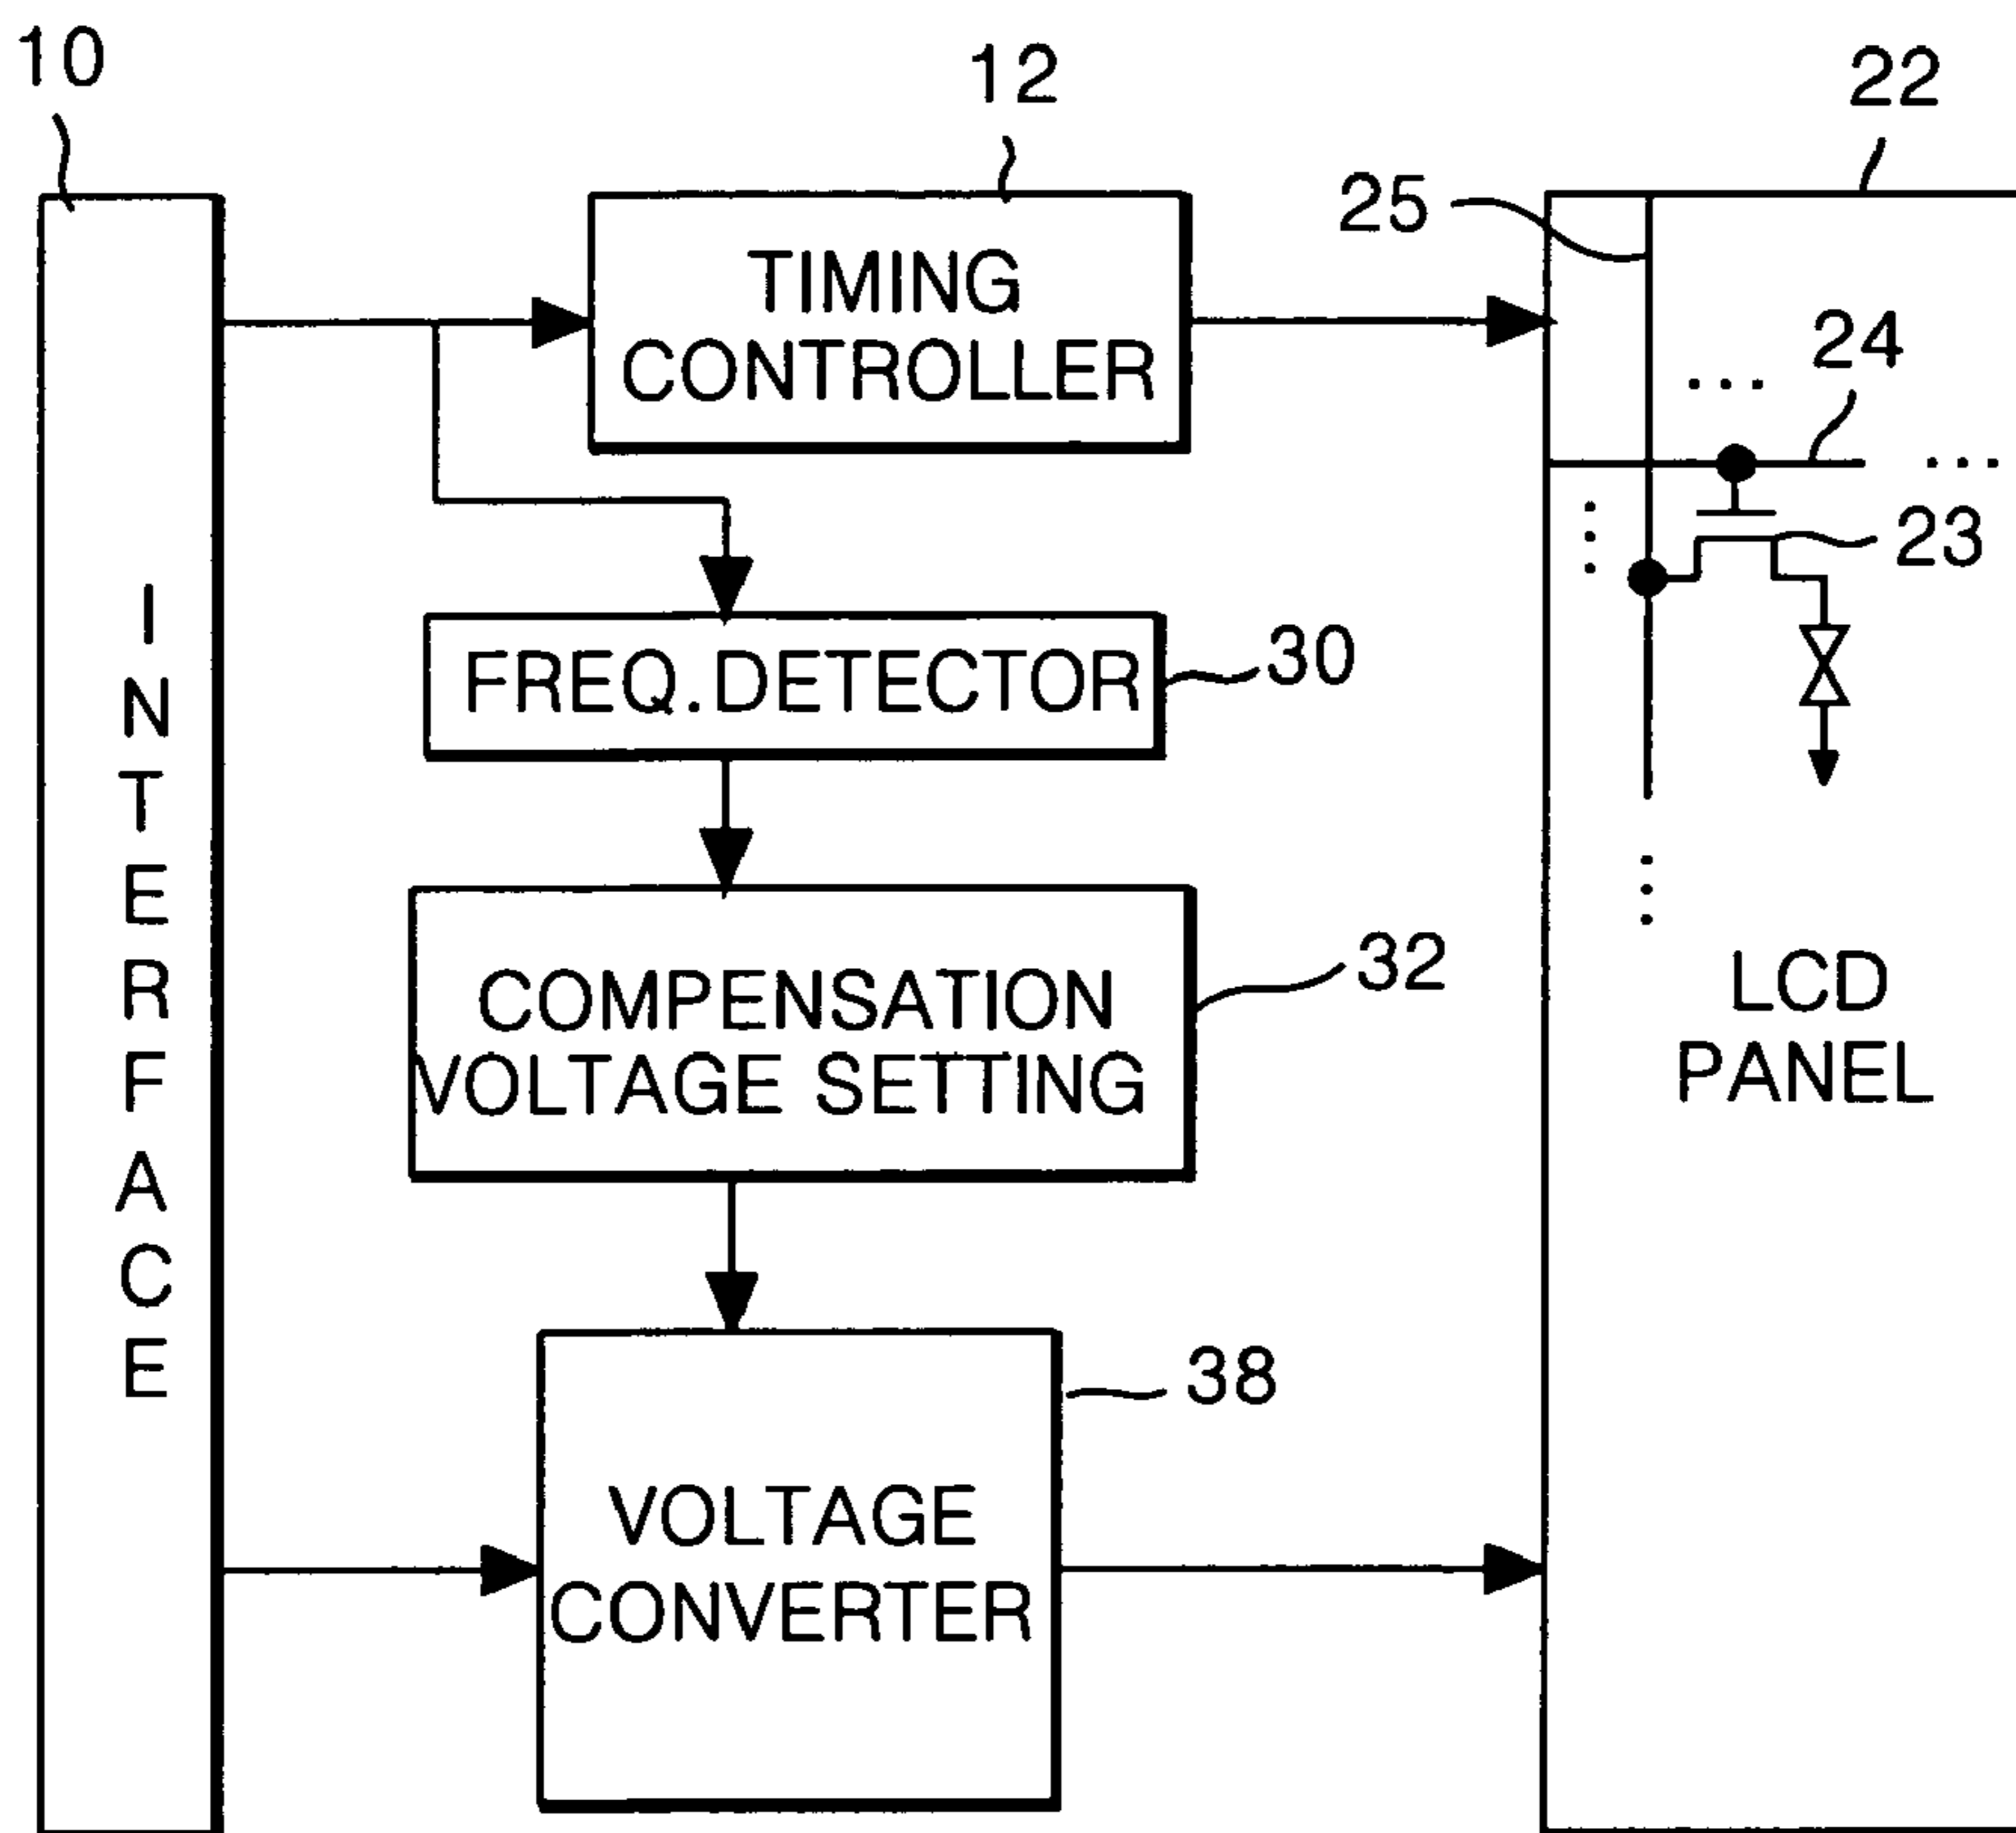 10
12
22
25
TIMING
CONTROLLER
24
23
INTERFACE
FREQ.DETECTOR
30
COMPENSATION
VOLTAGE SETTING
32
LCD
PANEL
38
VOLTAGE
CONVERTER